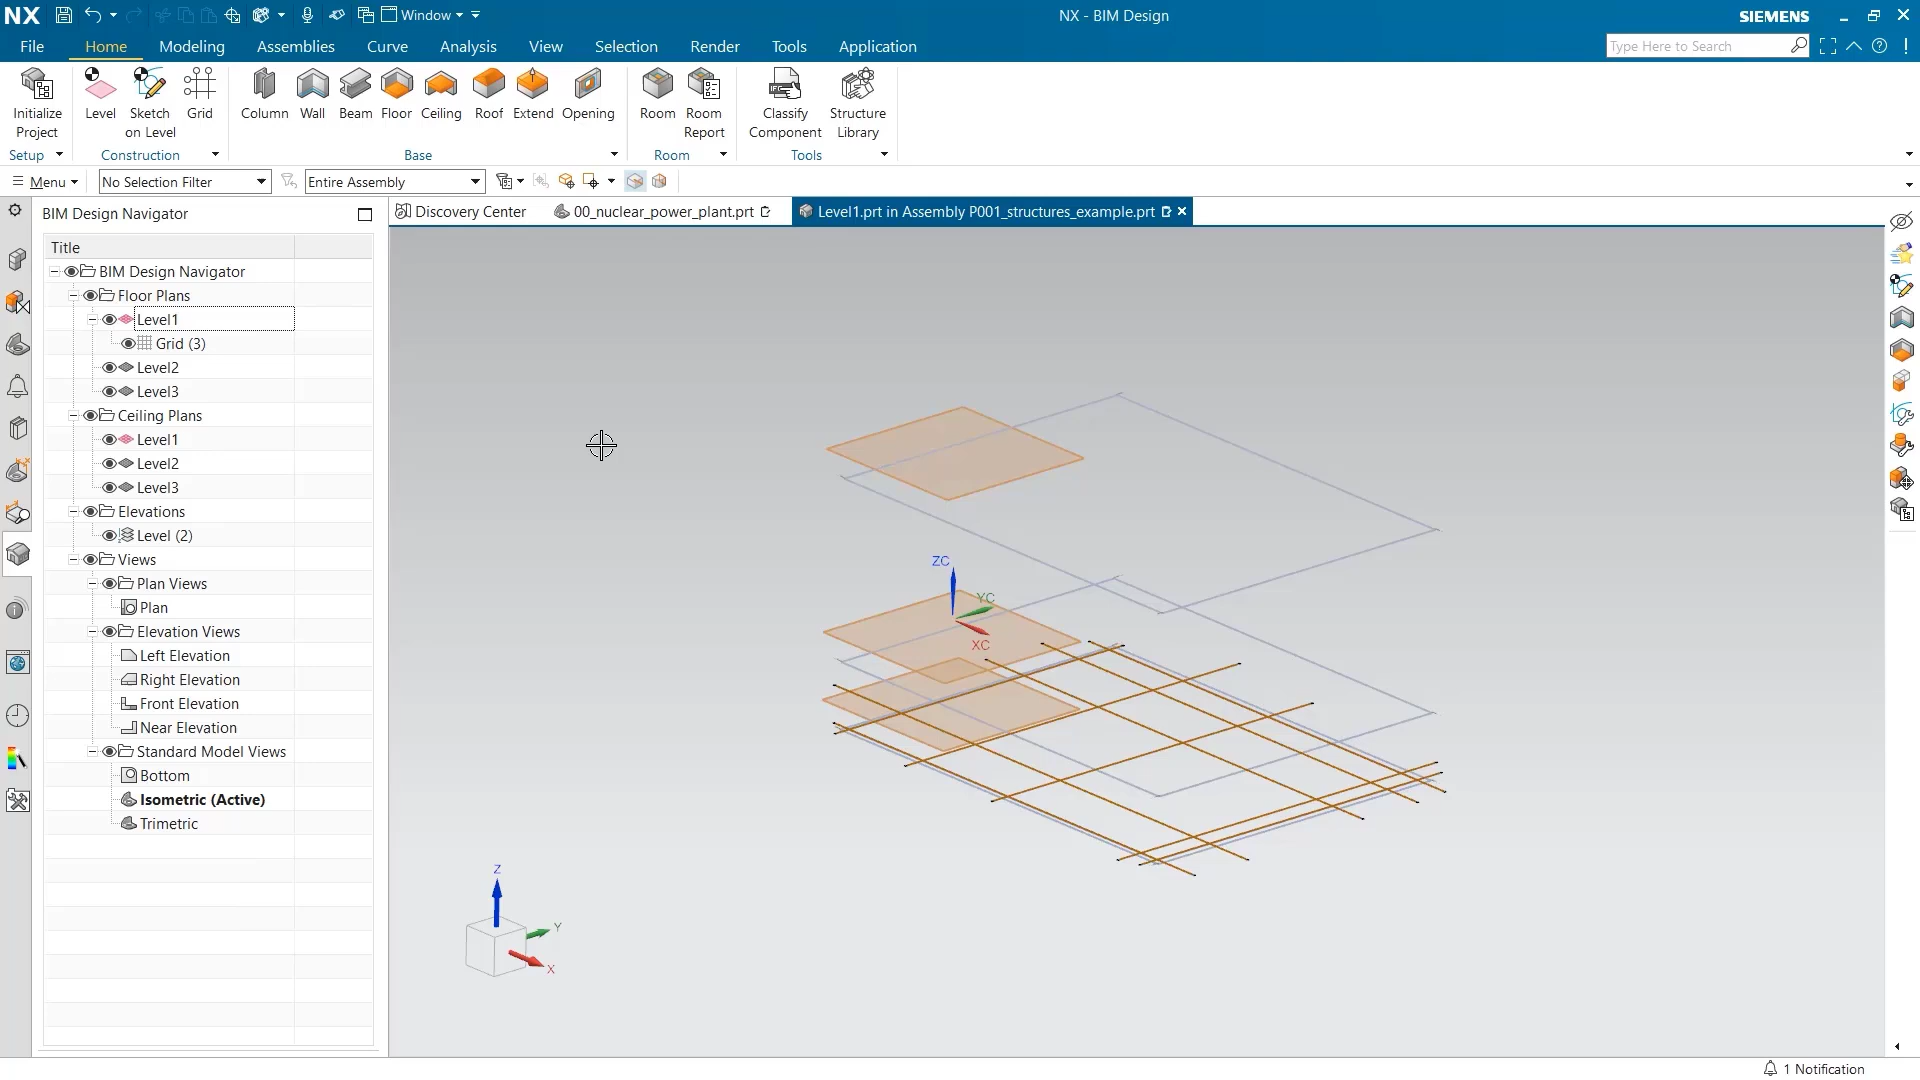 NX
Window
NX - BIM Design
SIEMENS
File
Home
Modeling
Assemblies
Curve
Analysis
View
Selection
Render
Tools
Application
Type Here to Search
Initialize Project
Level
Sketch on Level
Grid
Column
Wall
Beam
Floor
Ceiling
Roof
Extend
Opening
Room
Room Report
Classify Component
Structure Library
Setup
Construction
Base
Room
Tools
Menu
No Selection Filter
Entire Assembly
BIM Design Navigator
Discovery Center
00_nuclear_power_plant.prt
Level1.prt in Assembly P001_structures_example.prt
Title
BIM Design Navigator
Floor Plans
Level1
Grid (3)
Level2
Level3
Ceiling Plans
Level1
Level2
Level3
Elevations
Level (2)
Views
Plan Views
Plan
Elevation Views
Left Elevation
Right Elevation
Front Elevation
Near Elevation
Standard Model Views
Bottom
Isometric (Active)
Trimetric
ZC
YC
XC
Z
Y
X
1 Notification